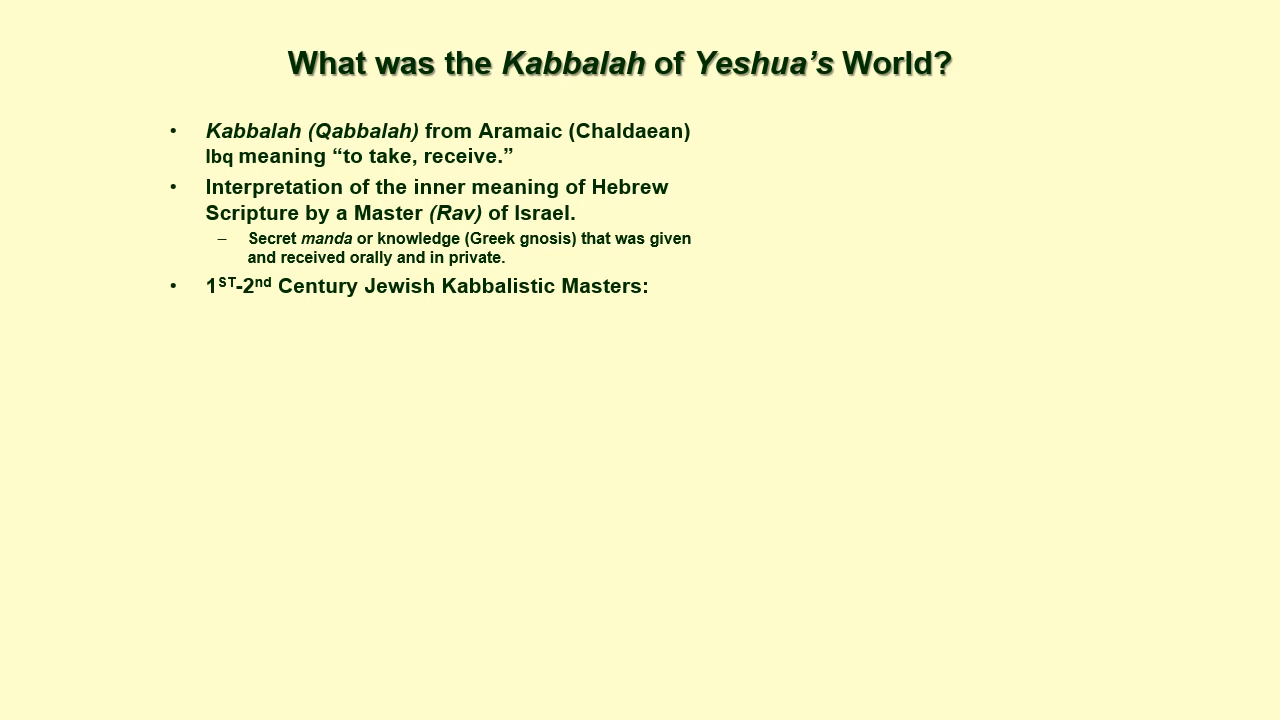 What was the Kabbalah of Yeshua’s World?
• Kabbalah (Qabbalah) from Aramaic (Chaldaean)
lbq meaning “to take, receive.”
• Interpretation of the inner meaning of Hebrew
Scripture by a Master (Rav) of Israel.
– Secret manda or knowledge (Greek gnosis) that was given
and received orally and in private.
• 1ST-2nd Century Jewish Kabbalistic Masters: